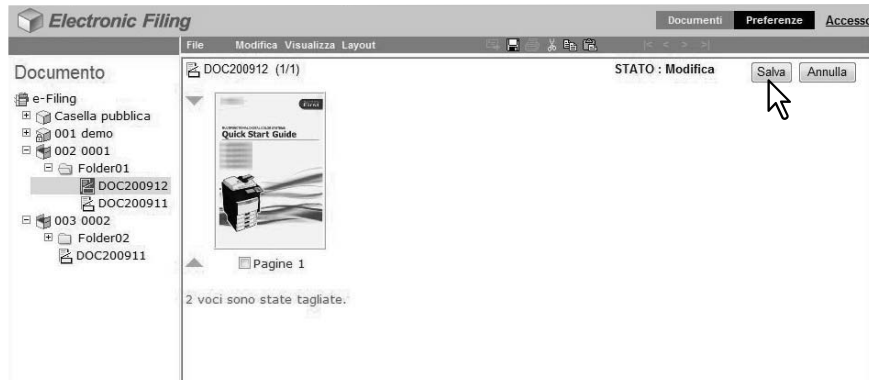 Electronic Filing
Documenti Preferenze Accesso
File Modifica Visualizza Layout
Documento
DOC200912 (1/1)
STATO : Modifica
Salva Annulla
e-Filing
Casella pubblica
001 demo
002 0001
Folder01
DOC200912
DOC200911
003 0002
Folder02
DOC200911
Quick Start Guide
Pagine 1
2 voci sono state tagliate.